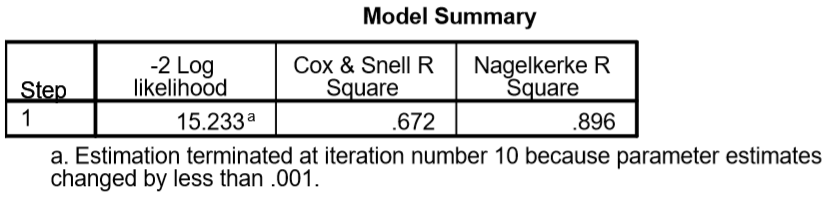 Model Summary
Step
-2 Log
likelihood
Cox & Snell R
Square
Nagelkerke R
Square
1 15.233a .672 .896
a. Estimation terminated at iteration number 10 because parameter estimates
changed by less than .001.